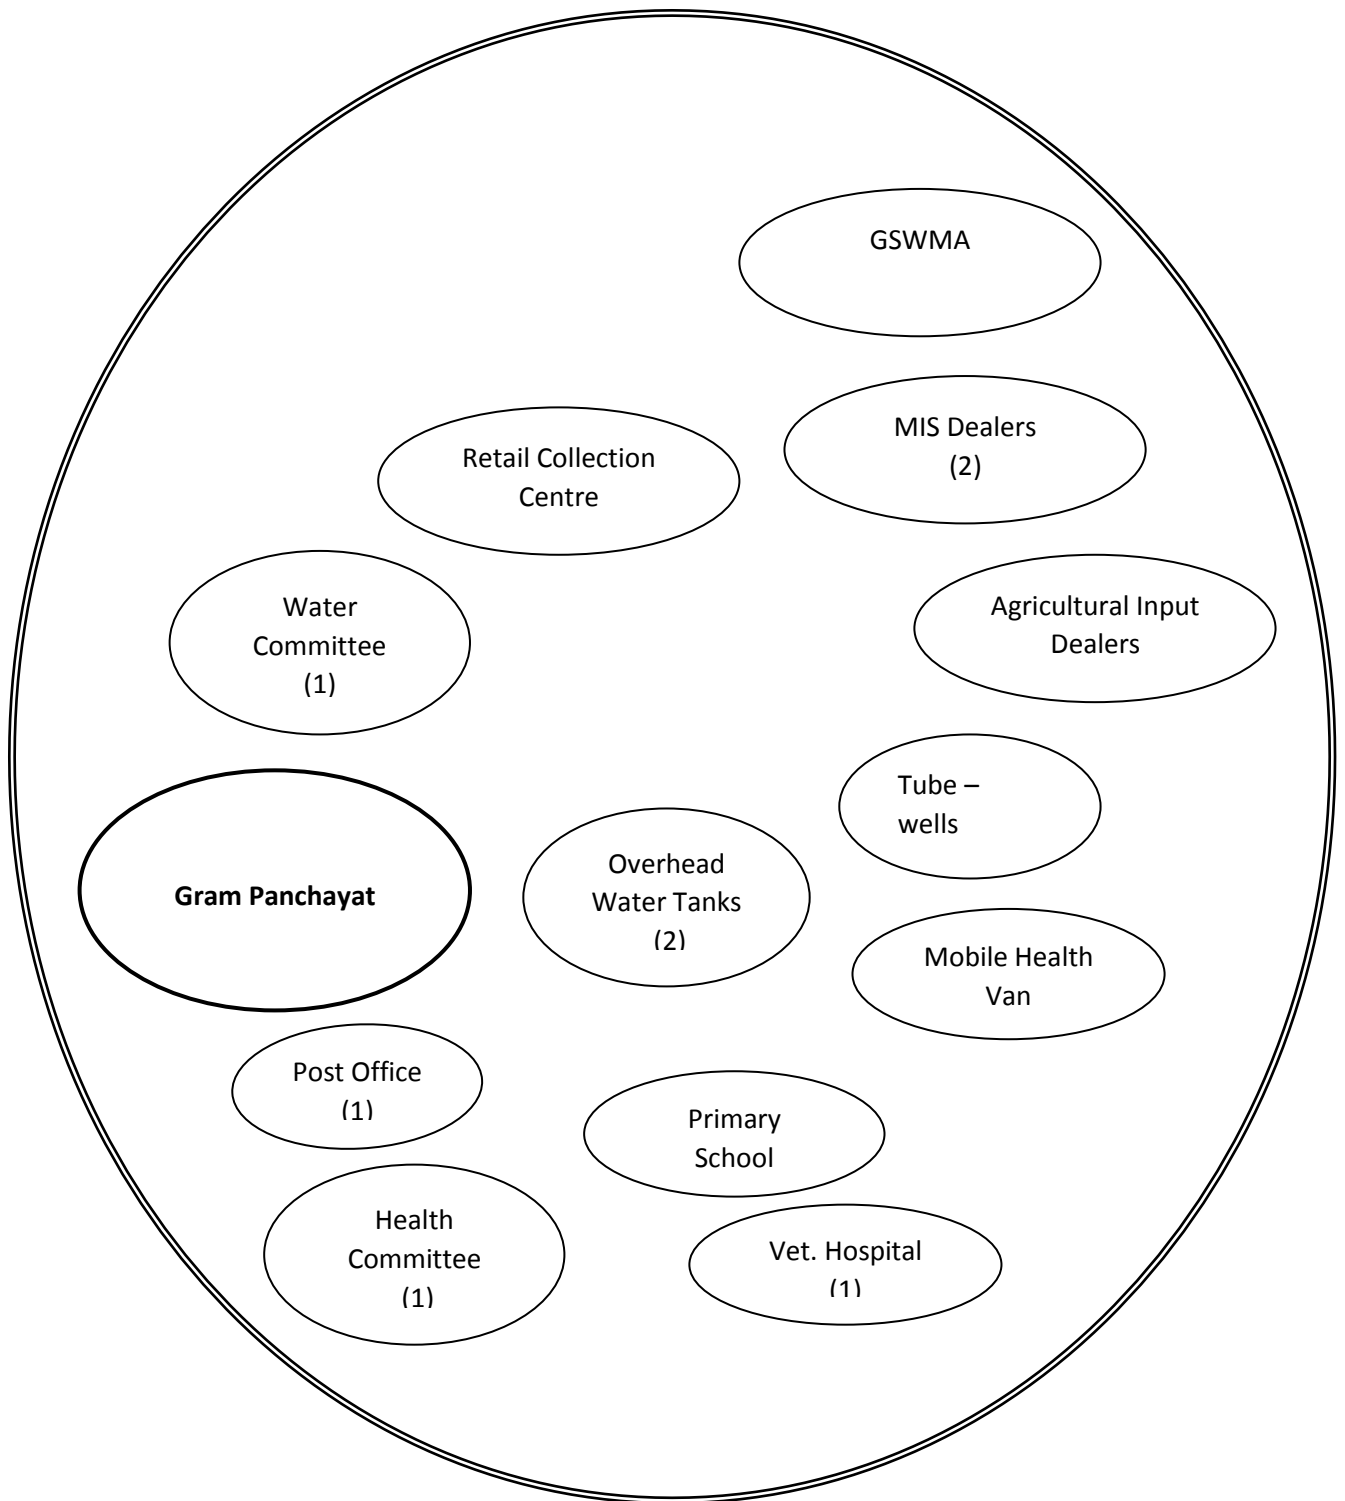 GSWMA
MIS Dealers
(2)
Retail Collection
Centre
Water
Committee
(1)
Agricultural Input
Dealers
Tube –
wells
Gram Panchayat
Overhead
Water Tanks
(2)
Mobile Health
Van
Post Office
(1)
Primary
School
Health
Committee
(1)
Vet. Hospital
(1)